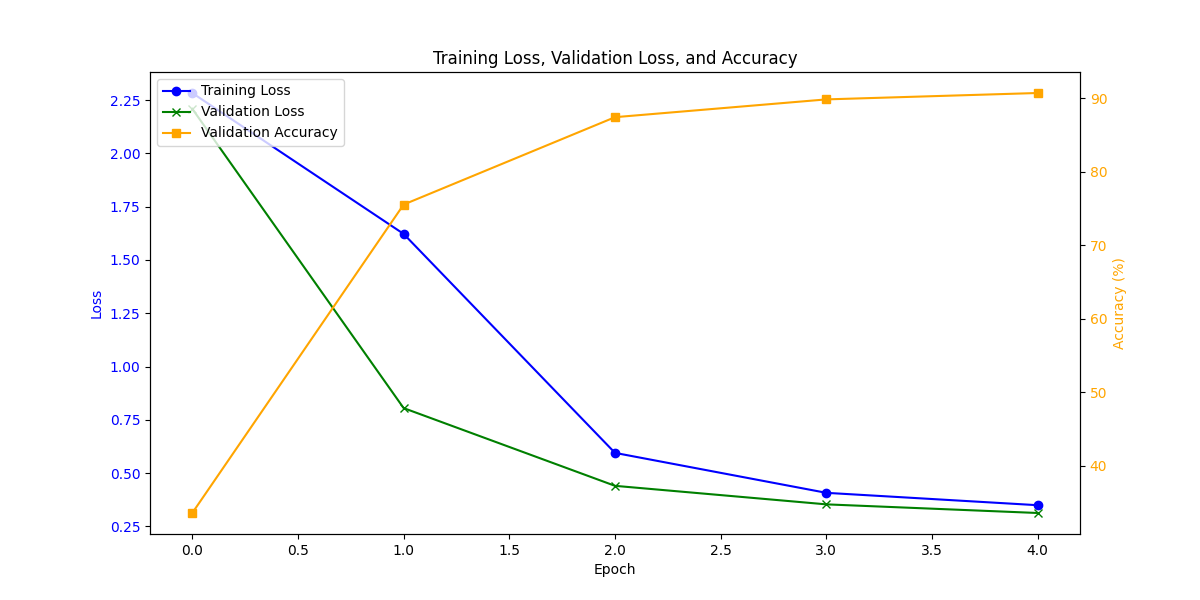 Training Loss, Validation Loss, and Accuracy
Training Loss
Validation Loss
Validation Accuracy
2.25
2.00
1.75
1.50
1.25
1.00
0.75
0.50
0.25
Loss
90
80
70
60
50
40
Accuracy (%)
0.0 0.5 1.0 1.5 2.0 2.5 3.0 3.5 4.0
Epoch